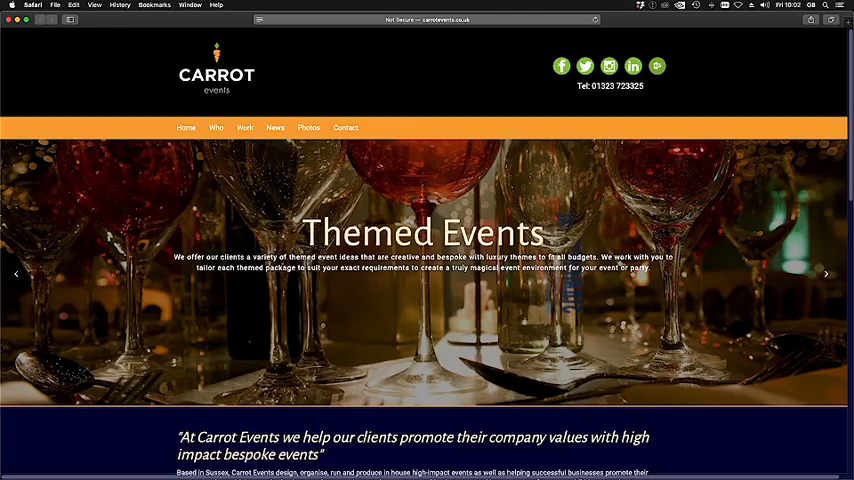 Safari File Edit View History Bookmarks Window Help
Fri 10:02 GB
Not Secure — carrotevents.co.uk
CARROT
events
Tel: 01323 723325
Home Who Work News Photos Contact
Themed Events
We offer our clients a variety of themed event ideas that are creative and bespoke with luxury themes to fit all budgets. We work with you to
tailor each themed package to suit your exact requirements to create a truly magical event environment for your event or party.
"At Carrot Events we help our clients promote their company values with high
impact bespoke events"
Based in Sussex, Carrot Events design, organise, run and produce in house high-impact events as well as helping successful businesses promote their